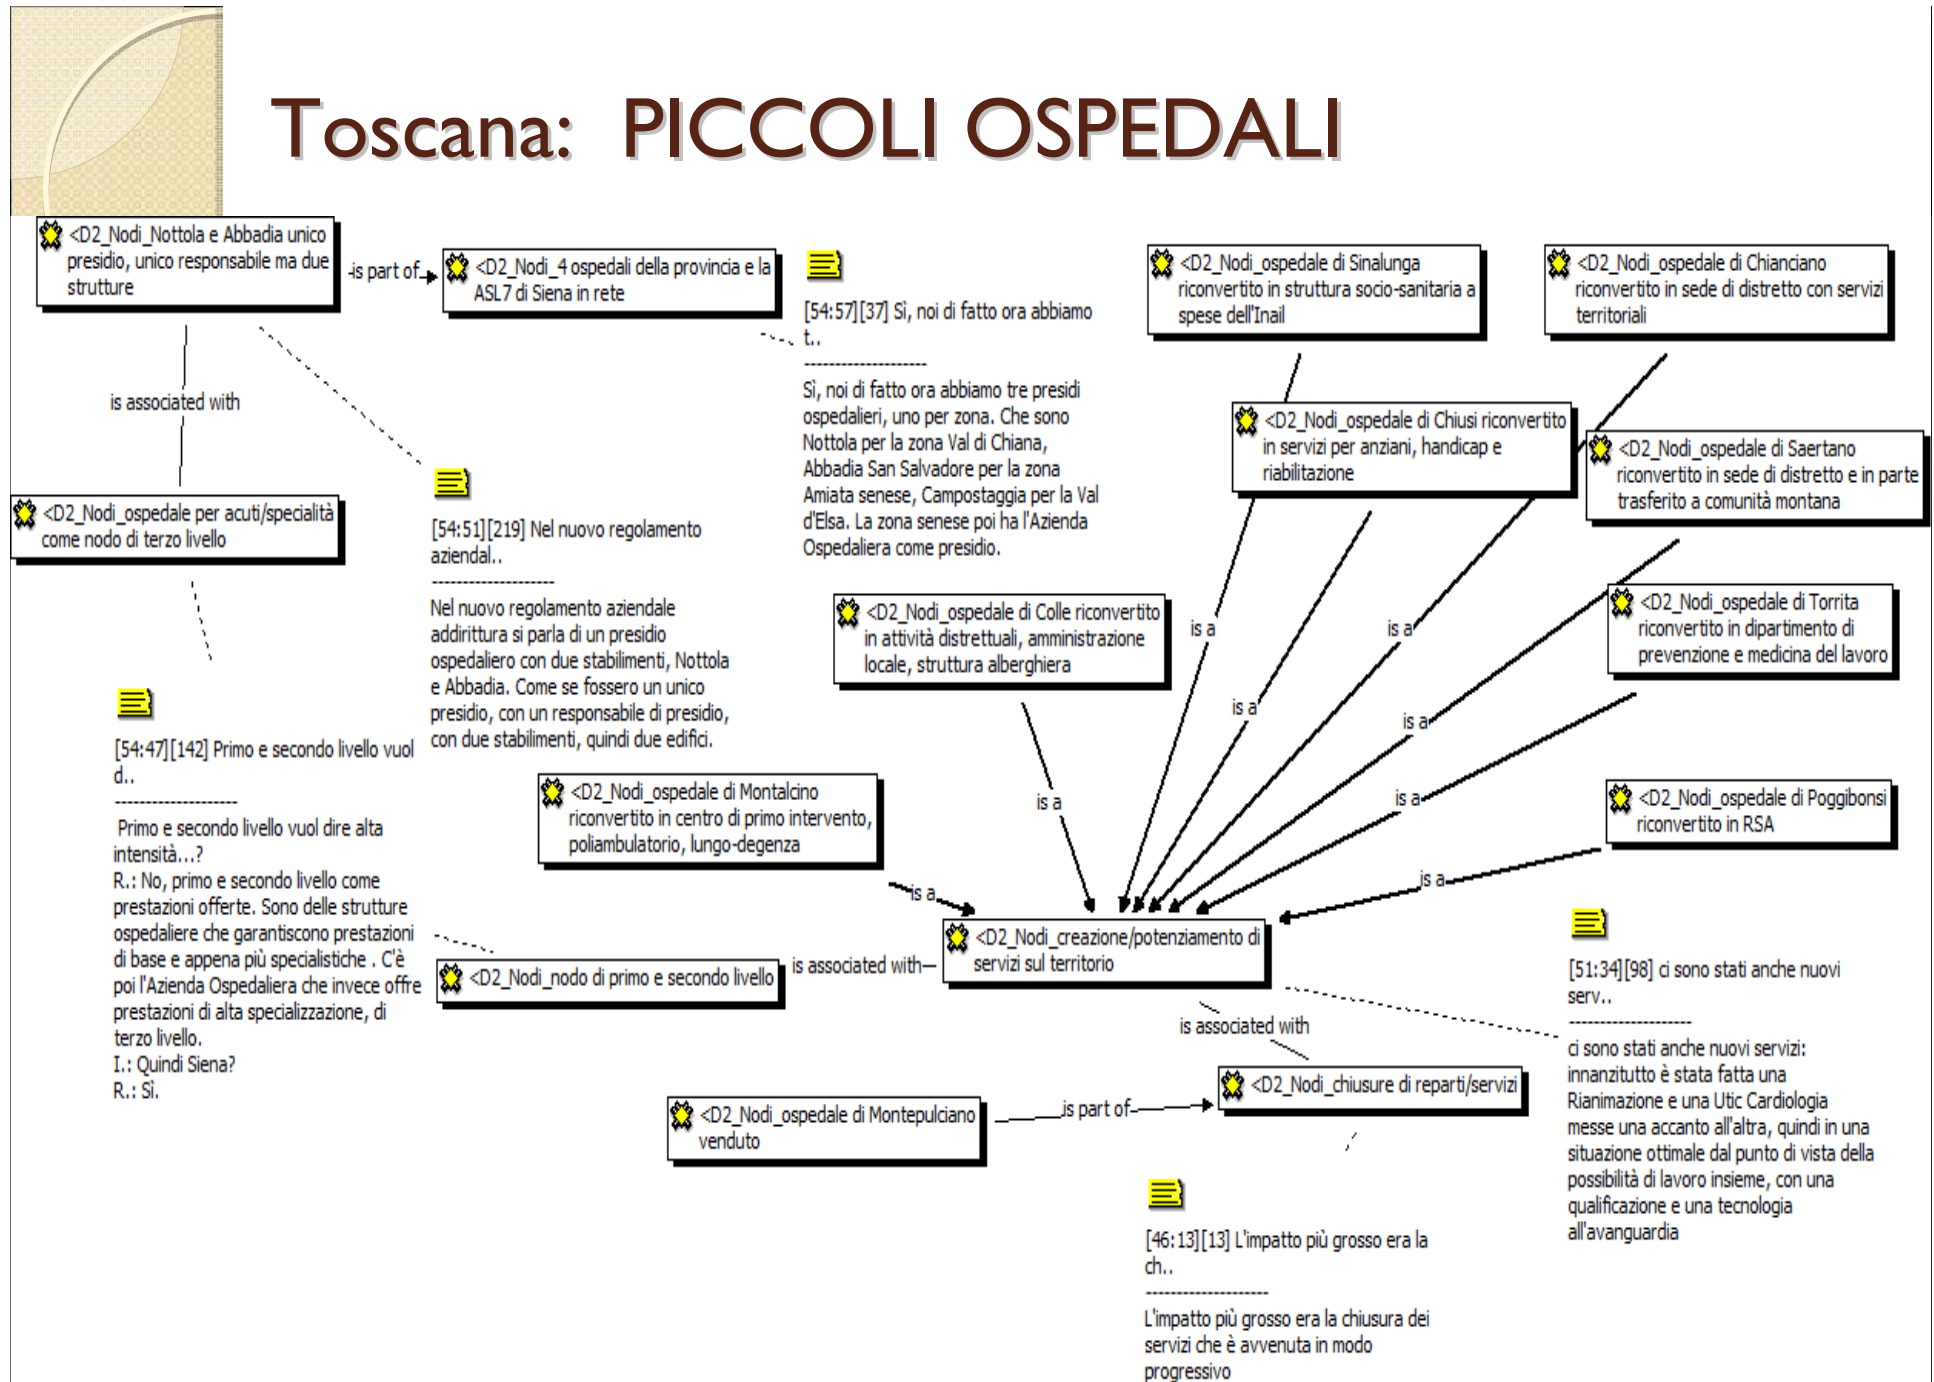 Toscana: PICCOLI OSPEDALI
<D2_Nodi_Nottola e Abbadia unico
presidio, unico responsabile ma due
strutture
is part of
<D2_Nodi_4 ospedali della provincia e la
ASL7 di Siena in rete
[54:57][37] Sì, noi di fatto ora abbiamo
t..
--------------------
Sì, noi di fatto ora abbiamo tre presidi
ospedalieri, uno per zona. Che sono
Nottola per la zona Val di Chiana,
Abbadia San Salvadore per la zona
Amiata senese, Campostaggia per la Val
d'Elsa. La zona senese poi ha l'Azienda
Ospedaliera come presidio.
<D2_Nodi_ospedale di Sinalunga
riconvertito in struttura socio-sanitaria a
spese dell'Inail
<D2_Nodi_ospedale di Chianciano
riconvertito in sede di distretto con servizi
territoriali
is associated with
<D2_Nodi_ospedale di Chiusi riconvertito
in servizi per anziani, handicap e
riabilitazione
<D2_Nodi_ospedale di Saertano
riconvertito in sede di distretto e in parte
trasferito a comunità montana
<D2_Nodi_ospedale per acuti/specialità
come nodo di terzo livello
[54:51][219] Nel nuovo regolamento
aziendal..
--------------------
Nel nuovo regolamento aziendale
addirittura si parla di un presidio
ospedaliero con due stabilimenti, Nottola
e Abbadia. Come se fossero un unico
presidio, con un responsabile di presidio,
con due stabilimenti, quindi due edifici.
<D2_Nodi_ospedale di Colle riconvertito
in attività distrettuali, amministrazione
locale, struttura alberghiera
is a
is a
<D2_Nodi_ospedale di Torrita
riconvertito in dipartimento di
prevenzione e medicina del lavoro
is a
is a
is a
is a
[54:47][142] Primo e secondo livello vuol
d..
--------------------
Primo e secondo livello vuol dire alta
intensità...?
R.: No, primo e secondo livello come
prestazioni offerte. Sono delle strutture
ospedaliere che garantiscono prestazioni
di base e appena più specialistiche . C'è
poi l'Azienda Ospedaliera che invece offre
prestazioni di alta specializzazione, di
terzo livello.
I.: Quindi Siena?
R.: Sì.
<D2_Nodi_ospedale di Montalcino
riconvertito in centro di primo intervento,
poliambulatorio, lungo-degenza
<D2_Nodi_ospedale di Poggibonsi
riconvertito in RSA
is a
is a
<D2_Nodi_creazione/potenziamento di
servizi sul territorio
is associated with
<D2_Nodi_nodo di primo e secondo livello
[51:34][98] ci sono stati anche nuovi
serv..
--------------------
ci sono stati anche nuovi servizi:
innanzitutto è stata fatta una
Rianimazione e una Utic Cardiologia
messe una accanto all'altra, quindi in una
situazione ottimale dal punto di vista della
possibilità di lavoro insieme, con una
qualificazione e una tecnologia
all'avanguardia
is associated with
<D2_Nodi_chiusure di reparti/servizi
is part of
<D2_Nodi_ospedale di Montepulciano
venduto
[46:13][13] L'impatto più grosso era la
ch..
--------------------
L'impatto più grosso era la chiusura dei
servizi che è avvenuta in modo
progressivo